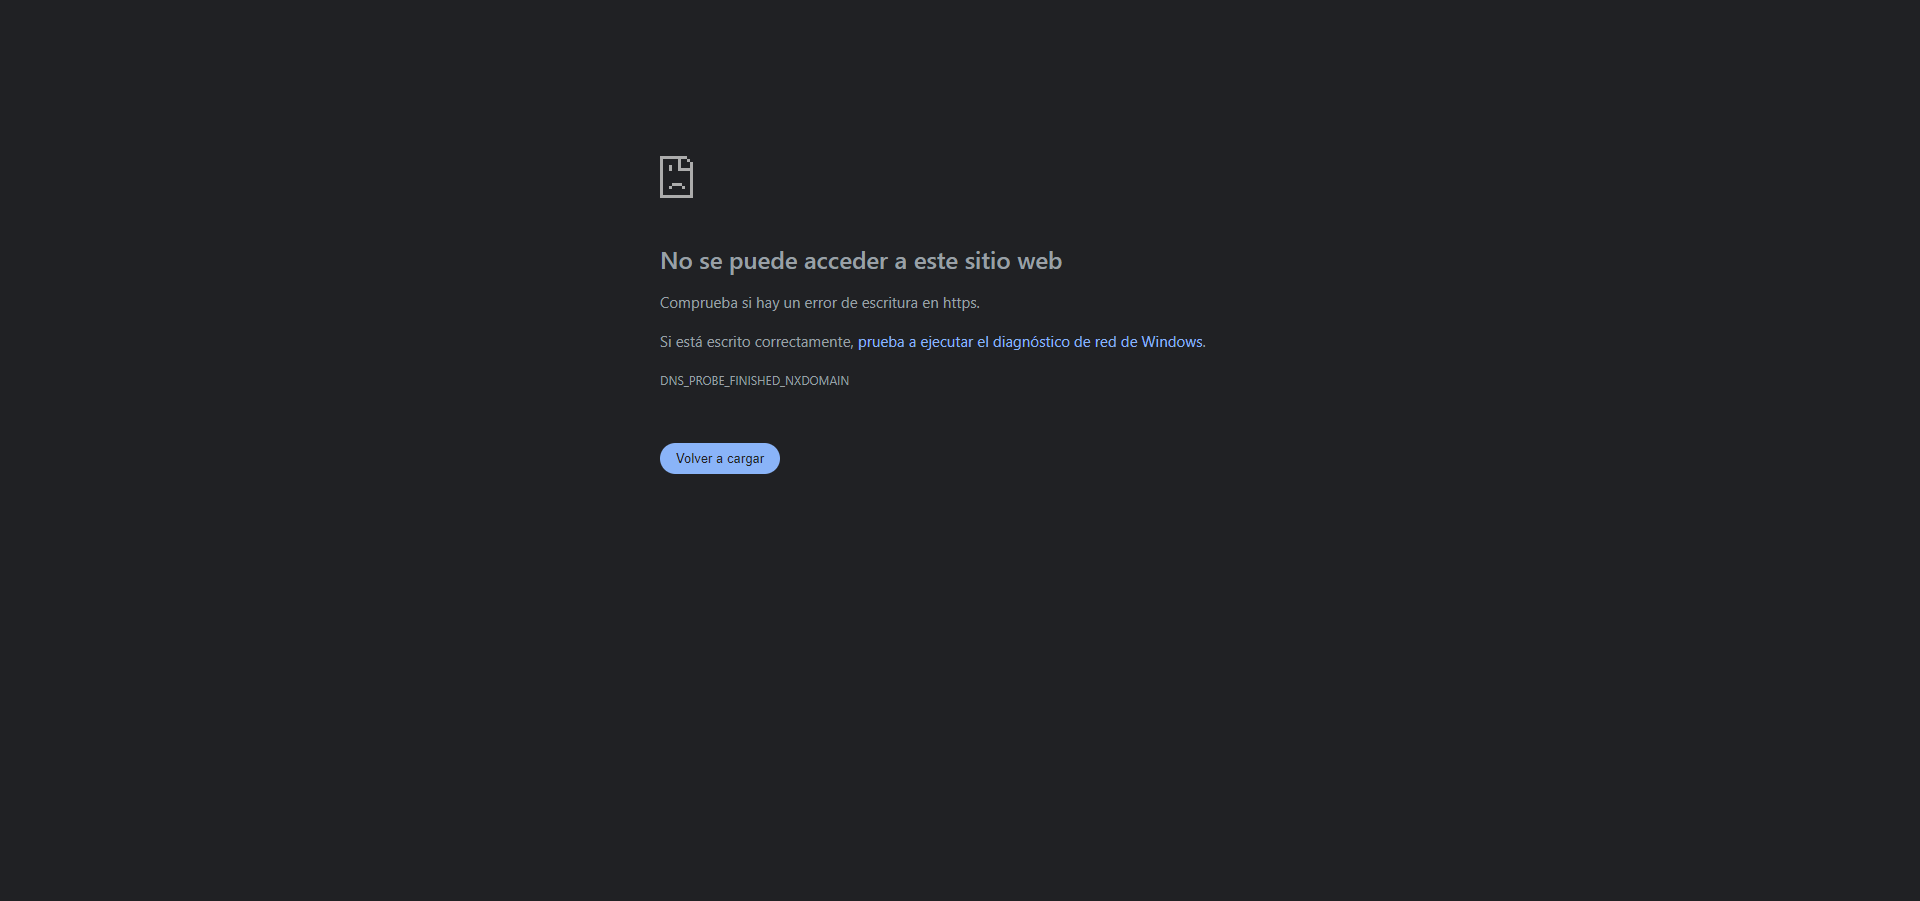 No se puede acceder a este sitio web
Comprueba si hay un error de escritura en https.
Si está escrito correctamente, prueba a ejecutar el diagnóstico de red de Windows.
DNS_PROBE_FINISHED_NXDOMAIN
Volver a cargar